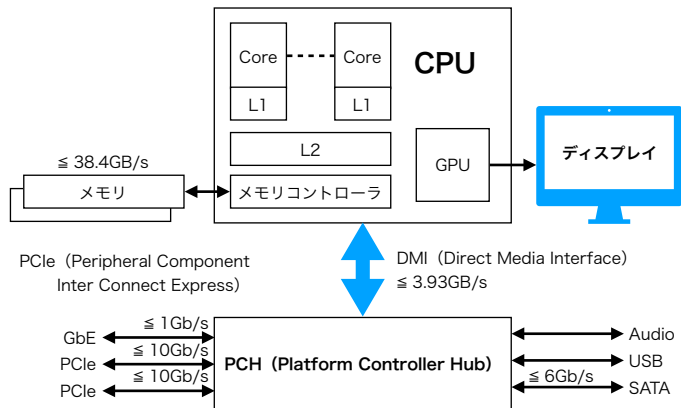 Core
Core
CPU
L1
L1
L2
GPU
ディスプレイ
≦ 38.4GB/s
メモリ
メモリコントローラ
PCIe（Peripheral Component
Inter Connect Express）
DMI（Direct Media Interface）
≦ 3.93GB/s
GbE
≦ 1Gb/s
PCIe
≦ 10Gb/s
PCIe
≦ 10Gb/s
PCH（Platform Controller Hub）
Audio
USB
≦ 6Gb/s
SATA